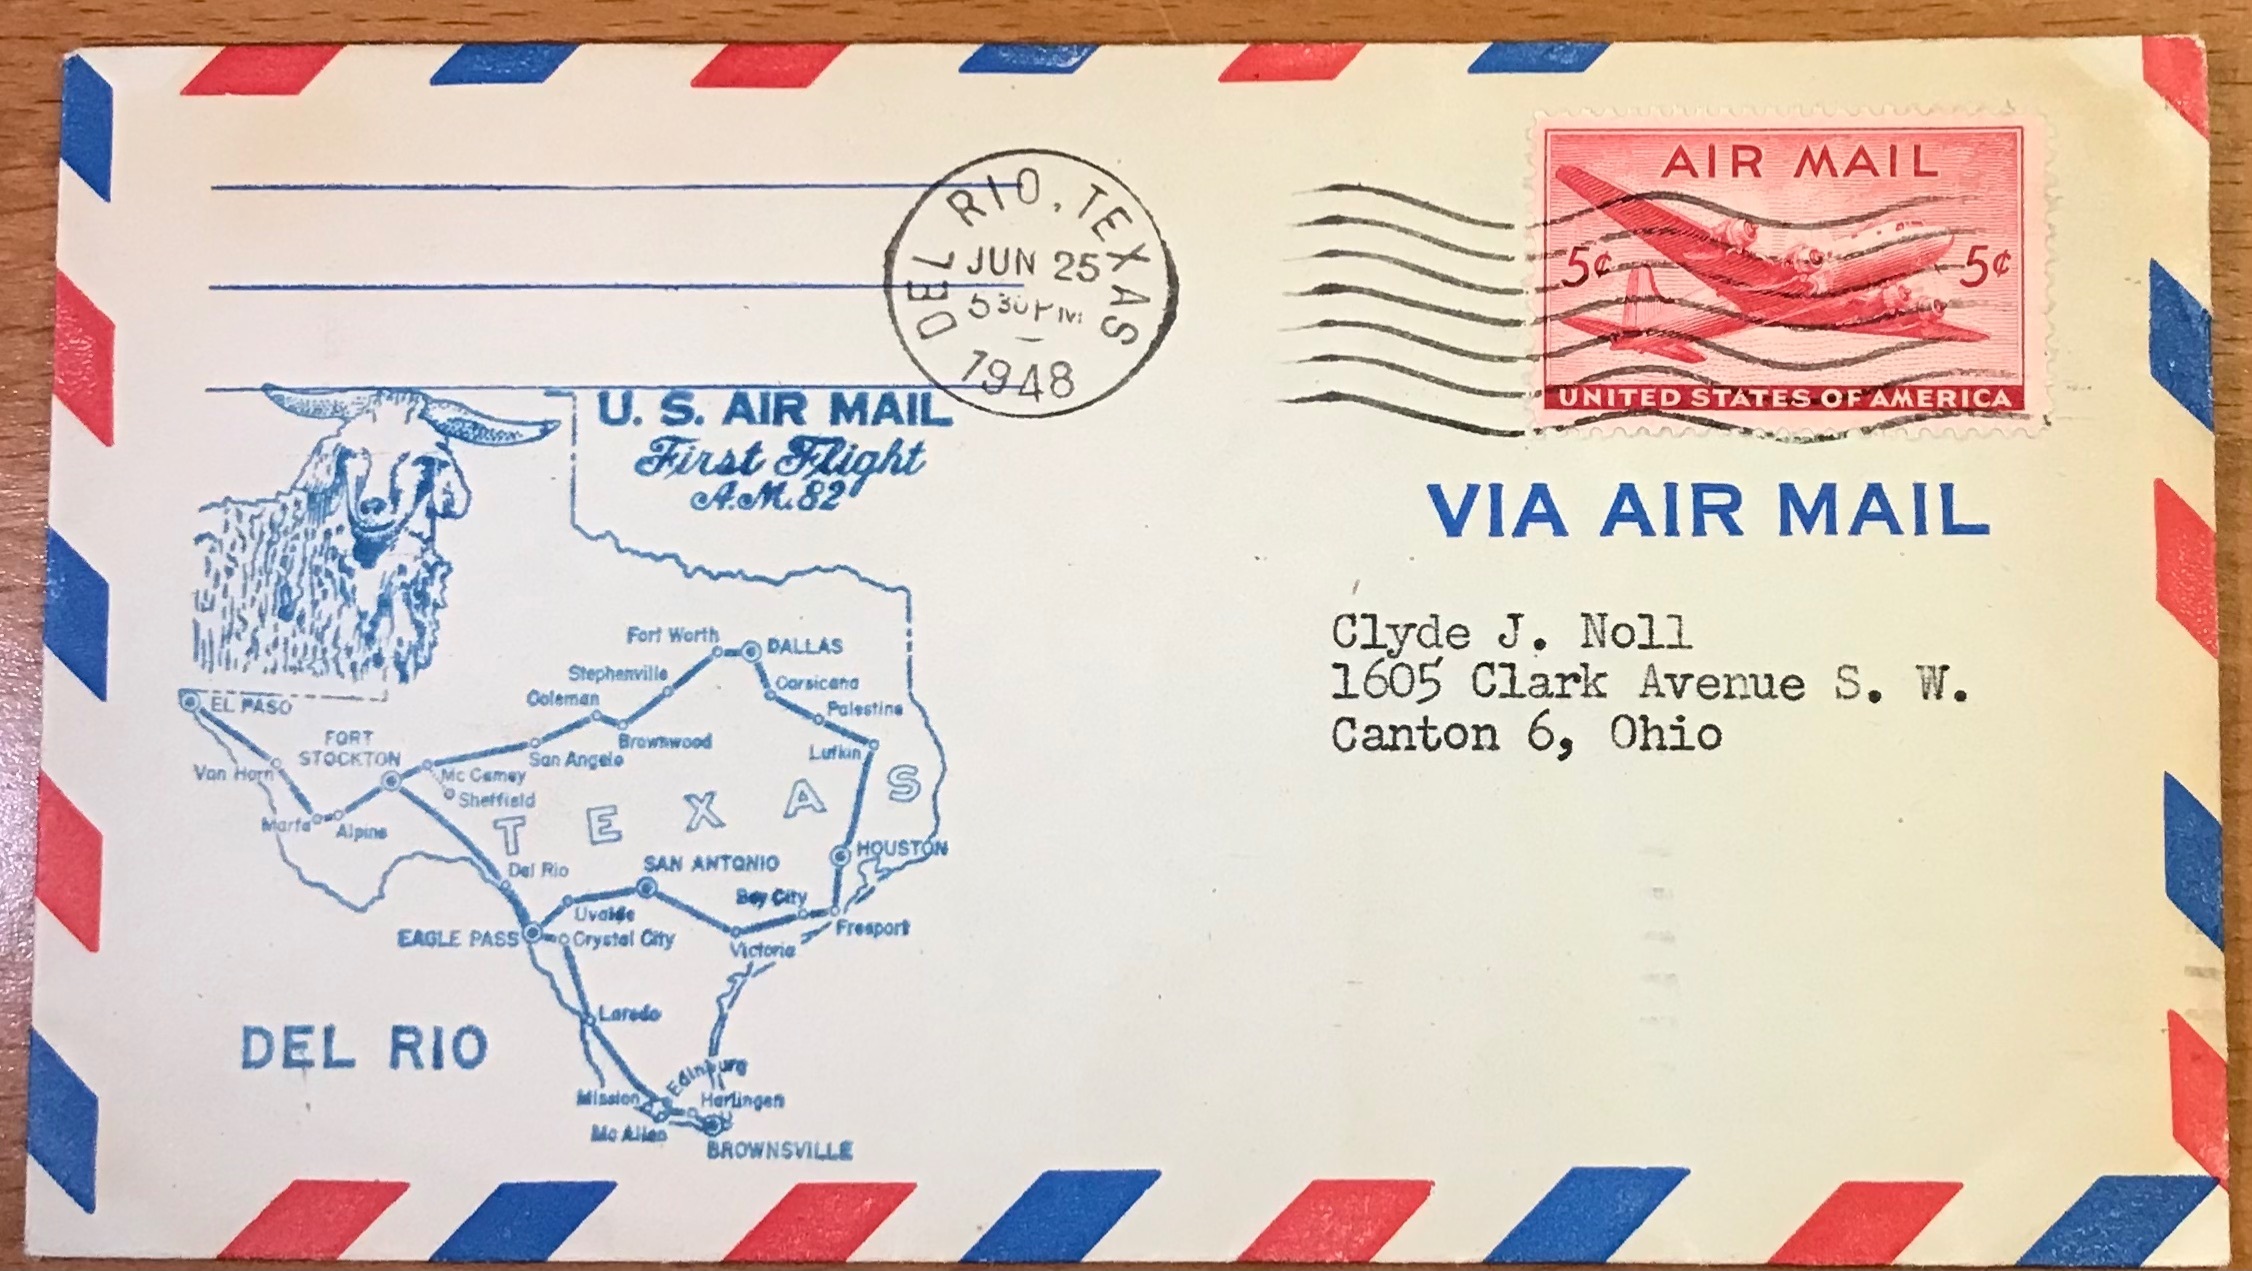 DEL RIO, TEXAS
JUN 25
5 30 PM
1948
AIR MAIL
5¢ 5¢
UNITED STATES OF AMERICA
U. S. AIR MAIL
First Flight
A.M. 82
VIA AIR MAIL
Clyde J. Noll
1605 Clark Avenue S. W.
Canton 6, Ohio
Fort Worth
DALLAS
Stephenville
Corsicana
Coleman
Palestine
EL PASO
Brownwood
FORT
STOCKTON
San Angelo
Lufkin
Van Horn
Mc Camey
Sheffield
TEXAS
Marfa
Alpine
HOUSTON
Del Rio
SAN ANTONIO
Bay City
Uvalde
Freeport
EAGLE PASS
Crystal City
Victoria
Laredo
DEL RIO
Edinburg
Mission
Harlingen
Mc Allen
BROWNSVILLE